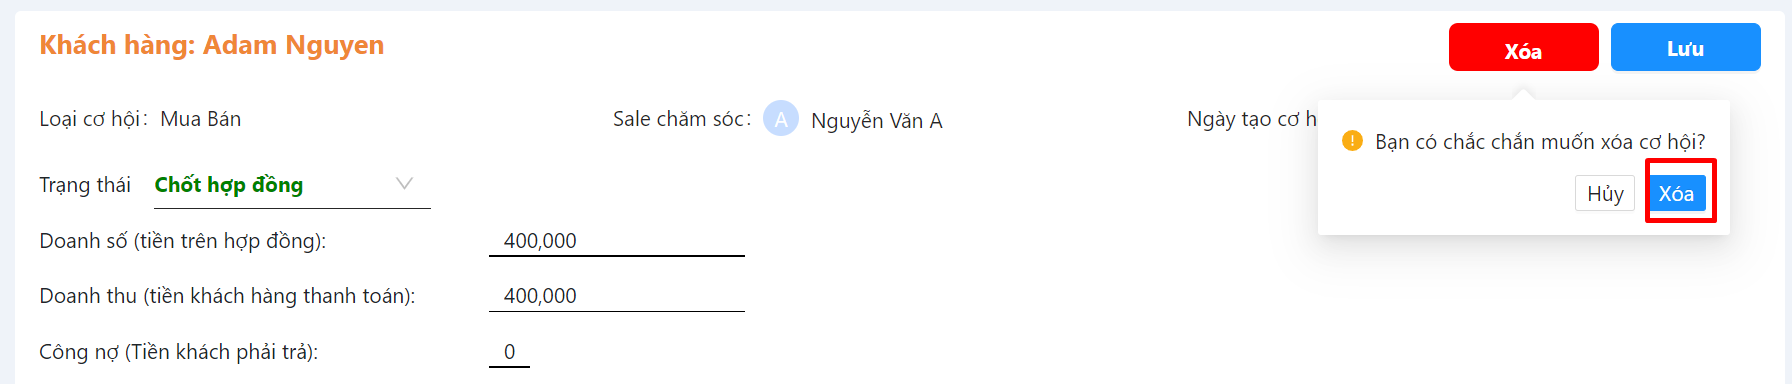 Khách hàng: Adam Nguyen
Xóa
Lưu
Loại cơ hội: Mua Bán
Sale chăm sóc: A Nguyễn Văn A
Ngày tạo cơ h
Bạn có chắc chắn muốn xóa cơ hội?
Hủy Xóa
Trạng thái Chốt hợp đồng
Doanh số (tiền trên hợp đồng): 400,000
Doanh thu (tiền khách hàng thanh toán): 400,000
Công nợ (Tiền khách phải trả): 0